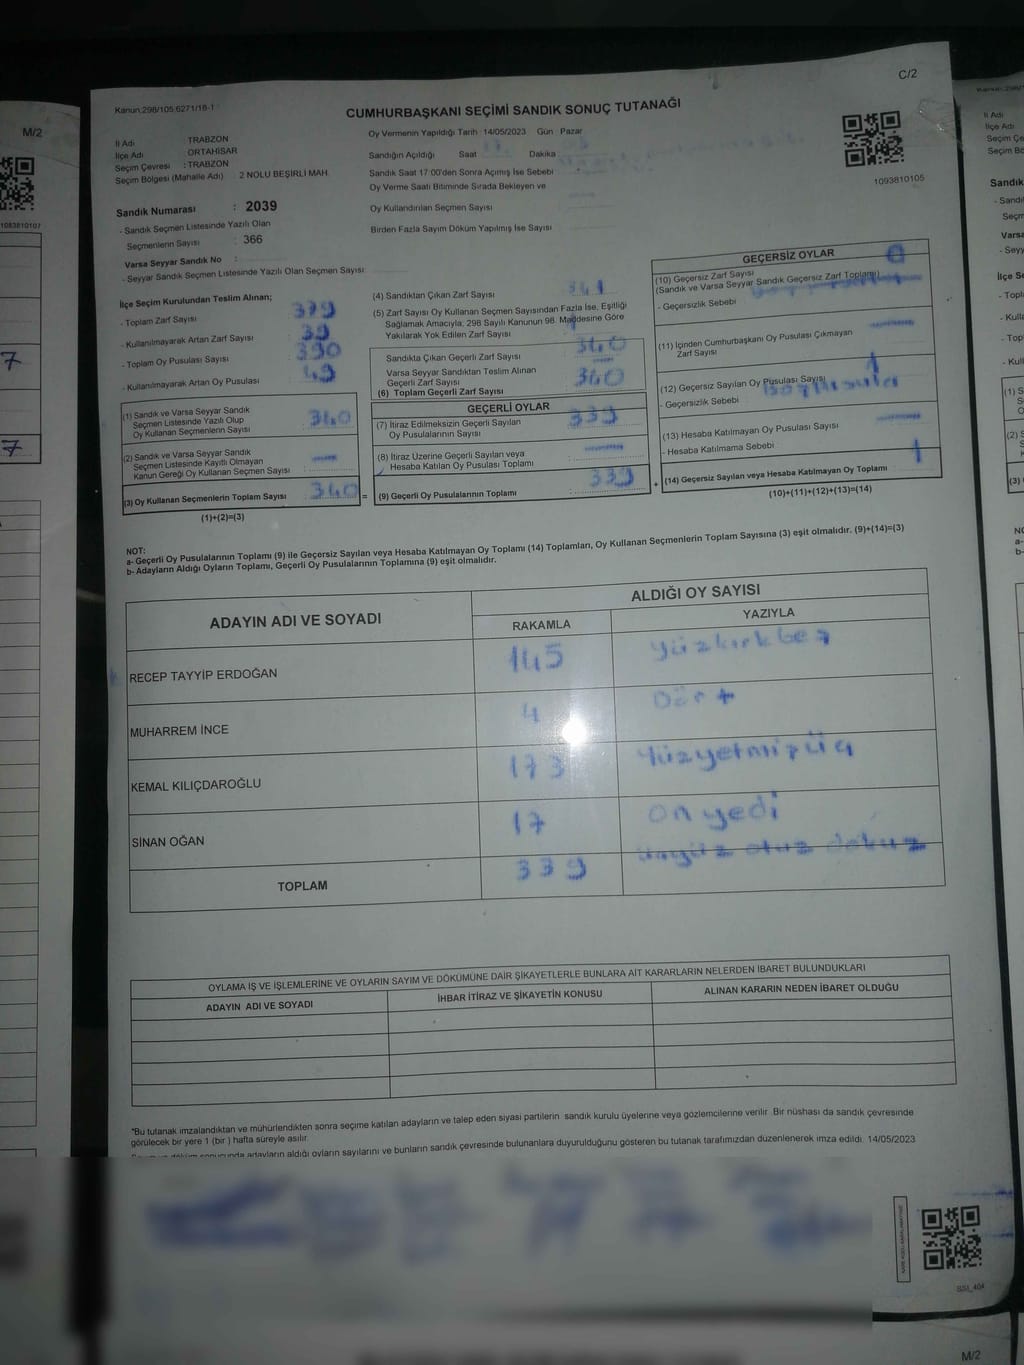 C/2
Kanun:298/105,6271/18-1
CUMHURBAŞKANI SEÇİMİ SANDIK SONUÇ TUTANAĞI
İl Adı : TRABZON
İlçe Adı : ORTAHİSAR
Seçim Çevresi : TRABZON
Seçim Bölgesi (Mahalle Adı) : 2 NOLU BEŞİRLİ MAH.
Sandık Numarası : 2039
- Sandık Seçmen Listesinde Yazılı Olan
Seçmenlerin Sayısı : 366
Varsa Seyyar Sandık No :
- Seyyar Sandık Seçmen Listesinde Yazılı Olan Seçmen Sayısı:
Oy Vermenin Yapıldığı Tarih : 14/05/2023 Gün : Pazar
Sandığın Açıldığı Saat Dakika
Sandık Saat 17:00'den Sonra Açılmış İse Sebebi :
Oy Verme Saati Bitiminde Sırada Bekleyen ve
Oy Kullandırılan Seçmen Sayısı
Birden Fazla Sayım Döküm Yapılmış İse Sayısı
1093810105
İlçe Seçim Kurulundan Teslim Alınan;
- Toplam Zarf Sayısı : 379
- Kullanılmayarak Artan Zarf Sayısı : 39
- Toplam Oy Pusulası Sayısı : 390
- Kullanılmayarak Artan Oy Pusulası : 49
(1) Sandık ve Varsa Seyyar Sandık
Seçmen Listesinde Yazılı Olup
Oy Kullanan Seçmenlerin Sayısı : 340
(2) Sandık ve Varsa Seyyar Sandık
Seçmen Listesinde Kayıtlı Olmayan
Kanun Gereği Oy Kullanan Seçmen Sayısı : —
(3) Oy Kullanan Seçmenlerin Toplam Sayısı : 340 =
(1)+(2)=(3)
(4) Sandıktan Çıkan Zarf Sayısı : 341
(5) Zarf Sayısı Oy Kullanan Seçmen Sayısından Fazla İse, Eşitliği
Sağlamak Amacıyla, 298 Sayılı Kanunun 98. Maddesine Göre
Yakılarak Yok Edilen Zarf Sayısı
Sandıkta Çıkan Geçerli Zarf Sayısı : 340
Varsa Seyyar Sandıktan Teslim Alınan
Geçerli Zarf Sayısı
(6) Toplam Geçerli Zarf Sayısı : 340
GEÇERLİ OYLAR
(7) İtiraz Edilmeksizin Geçerli Sayılan
Oy Pusulalarının Sayısı : 339
(8) İtiraz Üzerine Geçerli Sayılan veya
Hesaba Katılan Oy Pusulası Toplamı
(9) Geçerli Oy Pusulalarının Toplamı : 339 +
GEÇERSİZ OYLAR
(10) Geçersiz Zarf Sayısı
(Sandık ve Varsa Seyyar Sandık Geçersiz Zarf Toplamı)
- Geçersizlik Sebebi
(11) İçinden Cumhurbaşkanı Oy Pusulası Çıkmayan
Zarf Sayısı
(12) Geçersiz Sayılan Oy Pusulası Sayısı : 1
- Geçersizlik Sebebi : Boş Pusula
(13) Hesaba Katılmayan Oy Pusulası Sayısı
- Hesaba Katılmama Sebebi
(14) Geçersiz Sayılan veya Hesaba Katılmayan Oy Toplamı : 1
(10)+(11)+(12)+(13)=(14)
NOT:
a- Geçerli Oy Pusulalarının Toplamı (9) ile Geçersiz Sayılan veya Hesaba Katılmayan Oy Toplamı (14) Toplamları, Oy Kullanan Seçmenlerin Toplam Sayısına (3) eşit olmalıdır. (9)+(14)=(3)
b- Adayların Aldığı Oyların Toplamı, Geçerli Oy Pusulalarının Toplamına (9) eşit olmalıdır.
ADAYIN ADI VE SOYADI
ALDIĞI OY SAYISI
RAKAMLA YAZIYLA
RECEP TAYYİP ERDOĞAN 145 yüzkırkbeş
MUHARREM İNCE 4 Dört
KEMAL KILIÇDAROĞLU 173 Yüzyetmişüç
SİNAN OĞAN 17 on yedi
TOPLAM 339 üçyüz otuz dokuz
OYLAMA İŞ VE İŞLEMLERİNE VE OYLARIN SAYIM VE DÖKÜMÜNE DAİR ŞİKAYETLERLE BUNLARA AİT KARARLARIN NELERDEN İBARET BULUNDUKLARI
ADAYIN ADI VE SOYADI İHBAR İTİRAZ VE ŞİKAYETİN KONUSU ALINAN KARARIN NEDEN İBARET OLDUĞU
*Bu tutanak imzalandıktan ve mühürlendikten sonra seçime katılan adayların ve talep eden siyasi partilerin sandık kurulu üyelerine veya gözlemcilerine verilir. Bir nüshası da sandık çevresinde
görülecek bir yere 1 (bir ) hafta süreyle asılır.
adayların aldığı oyların sayılarını ve bunların sandık çevresinde bulunanlara duyurulduğunu gösteren bu tutanak tarafımızdan düzenlenerek imza edildi. 14/05/2023
M/2
1083810107
7
7
M/2